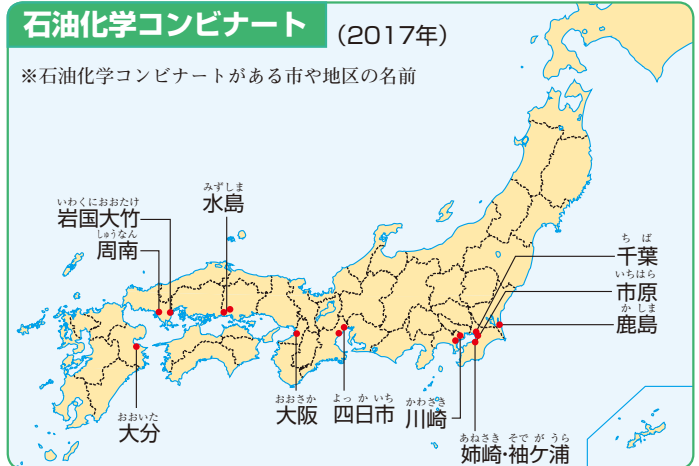 石油化学コンビナート
(2017年)
※石油化学コンビナートがある市や地区の名前
いわくにおおたけ
岩国大竹
しゅうなん
周南
みずしま
水島
ちば
千葉
いちはら
市原
かしま
鹿島
おおいた
大分
おおさか
大阪
よっかいち
四日市
かわさき
川崎
あねさき そでがうら
姉崎・袖ケ浦